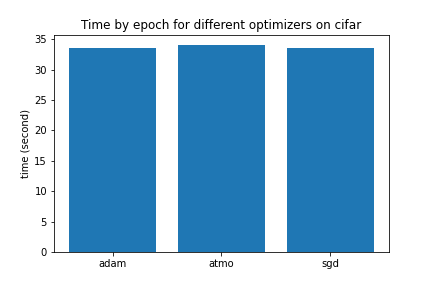 Time by epoch for different optimizers on cifar
35
30
25
20
15
10
5
0
time (second)
adam
atmo
sgd